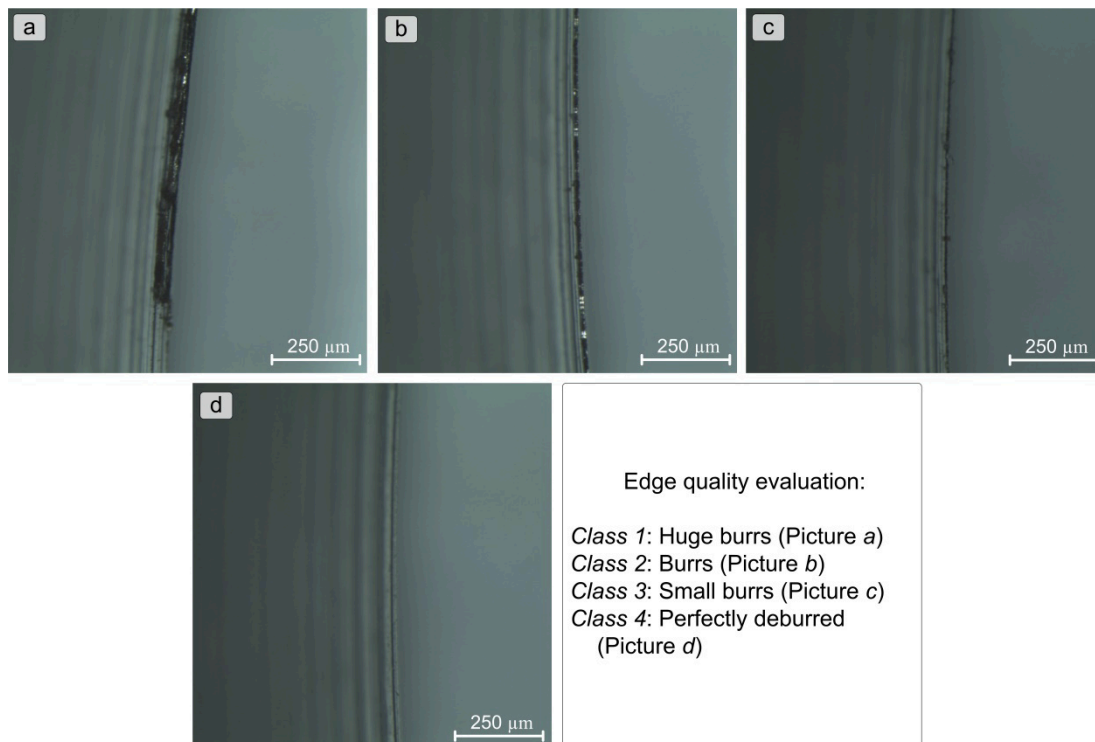 a
b
c
250 µm
250 µm
250 µm
d
250 µm
Edge quality evaluation:
Class 1: Huge burrs (Picture a)
Class 2: Burrs (Picture b)
Class 3: Small burrs (Picture c)
Class 4: Perfectly deburred
(Picture d)